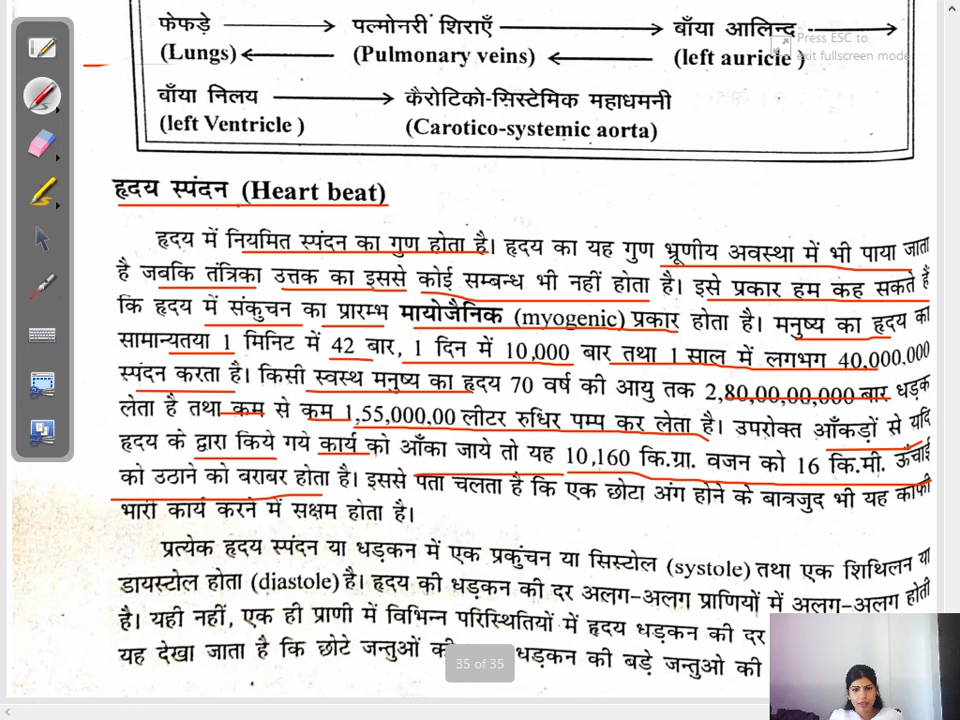 फेफड़े ⟶ पल्मोनरी शिराएँ ⟶ बाँया आलिन्द ⟶
(Lungs) ⟵ (Pulmonary veins) ⟵ (left auricle )
Press ESC to
exit fullscreen mode
बाँया निलय ⟶ कैरोटिको-सिस्टेमिक महाधमनी
(left Ventricle ) (Carotico-systemic aorta)
हृदय स्पंदन (Heart beat)
हृदय में नियमित स्पंदन का गुण होता है। हृदय का यह गुण भ्रूणीय अवस्था में भी पाया जाता
है जबकि तंत्रिका उत्तक का इससे कोई सम्बन्ध भी नहीं होता है। इसे प्रकार हम कह सकते हैं
कि हृदय में संकुचन का प्रारम्भ मायोजैनिक (myogenic) प्रकार होता है। मनुष्य का हृदय का
सामान्यतया 1 मिनिट में 42 बार, 1 दिन में 10,000 बार तथा 1 साल में लगभग 40,000.000
स्पंदन करता है। किसी स्वस्थ मनुष्य का हृदय 70 वर्ष की आयु तक 2,80,00,00,00,000 बार धड़क
लेता है तथा कम से कम 1,55,000,00 लीटर रुधिर पम्प कर लेता है। उपरोक्त आँकड़ों से यदि
हृदय के द्वारा किये गये कार्य को आँका जाये तो यह 10,160 कि.ग्रा. वजन को 16 कि.मी. ऊँचाई
को उठाने को बराबर होता है। इससे पता चलता है कि एक छोटा अंग होने के बावजूद भी यह काफी
भारी कार्य करने में सक्षम होता है।
प्रत्येक हृदय स्पंदन या धड़कन में एक प्रकुंचन या सिस्टोल (systole) तथा एक शिथिलन या
डायस्टोल होता (diastole) है। हृदय की धड़कन की दर अलग-अलग प्राणियों में अलग-अलग होती
है। यही नहीं, एक ही प्राणी में विभिन्न परिस्थितियों में हृदय धड़कन की दर
यह देखा जाता है कि छोटे जन्तुओं की धड़कन की बड़े जन्तुओ की
35 of 35